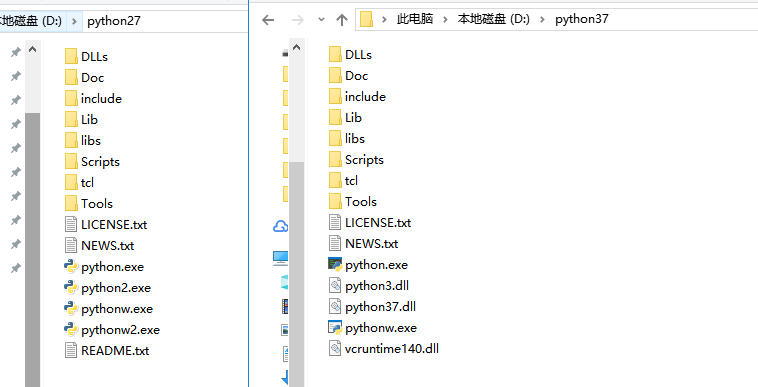 本地磁盘 (D:) > python27
DLLs
Doc
include
Lib
libs
Scripts
tcl
Tools
LICENSE.txt
NEWS.txt
python.exe
python2.exe
pythonw.exe
pythonw2.exe
README.txt
此电脑 > 本地磁盘 (D:) > python37
DLLs
Doc
include
Lib
libs
Scripts
tcl
Tools
LICENSE.txt
NEWS.txt
python.exe
python3.dll
python37.dll
pythonw.exe
vcruntime140.dll